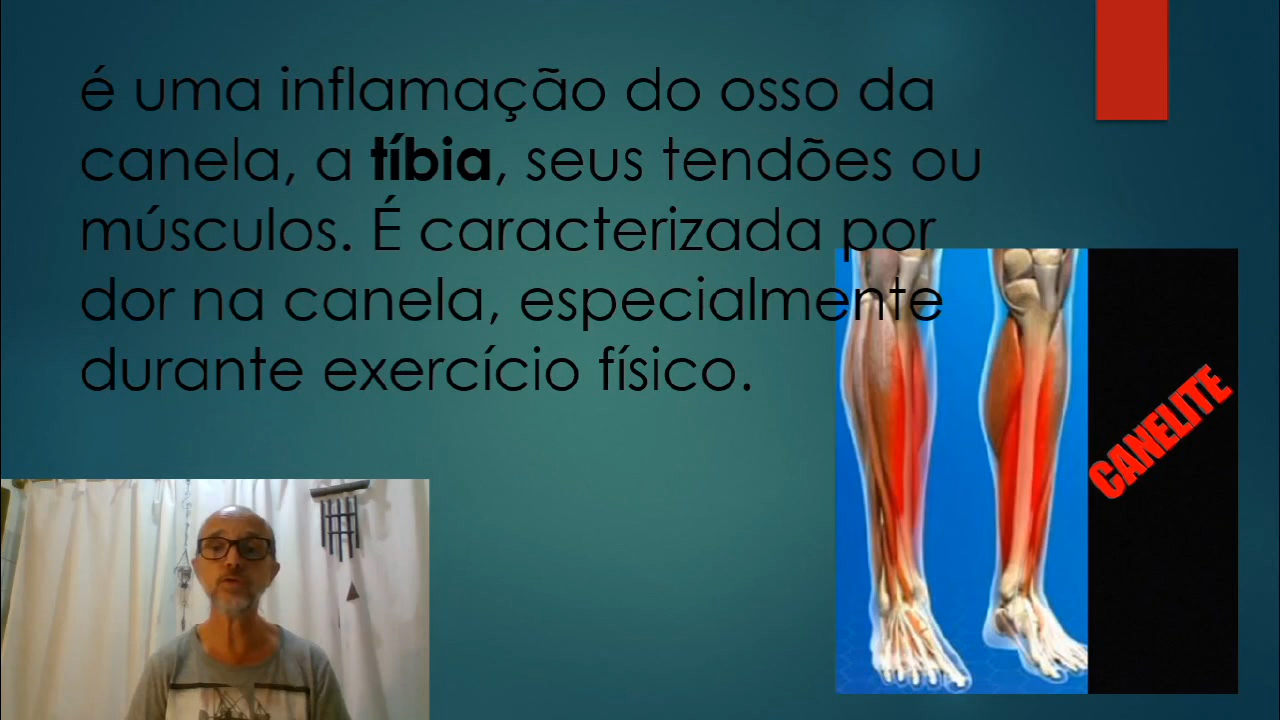 é uma inflamação do osso da
canela, a tíbia, seus tendões ou
músculos. É caracterizada por
dor na canela, especialmente
durante exercício físico.
CANELITE